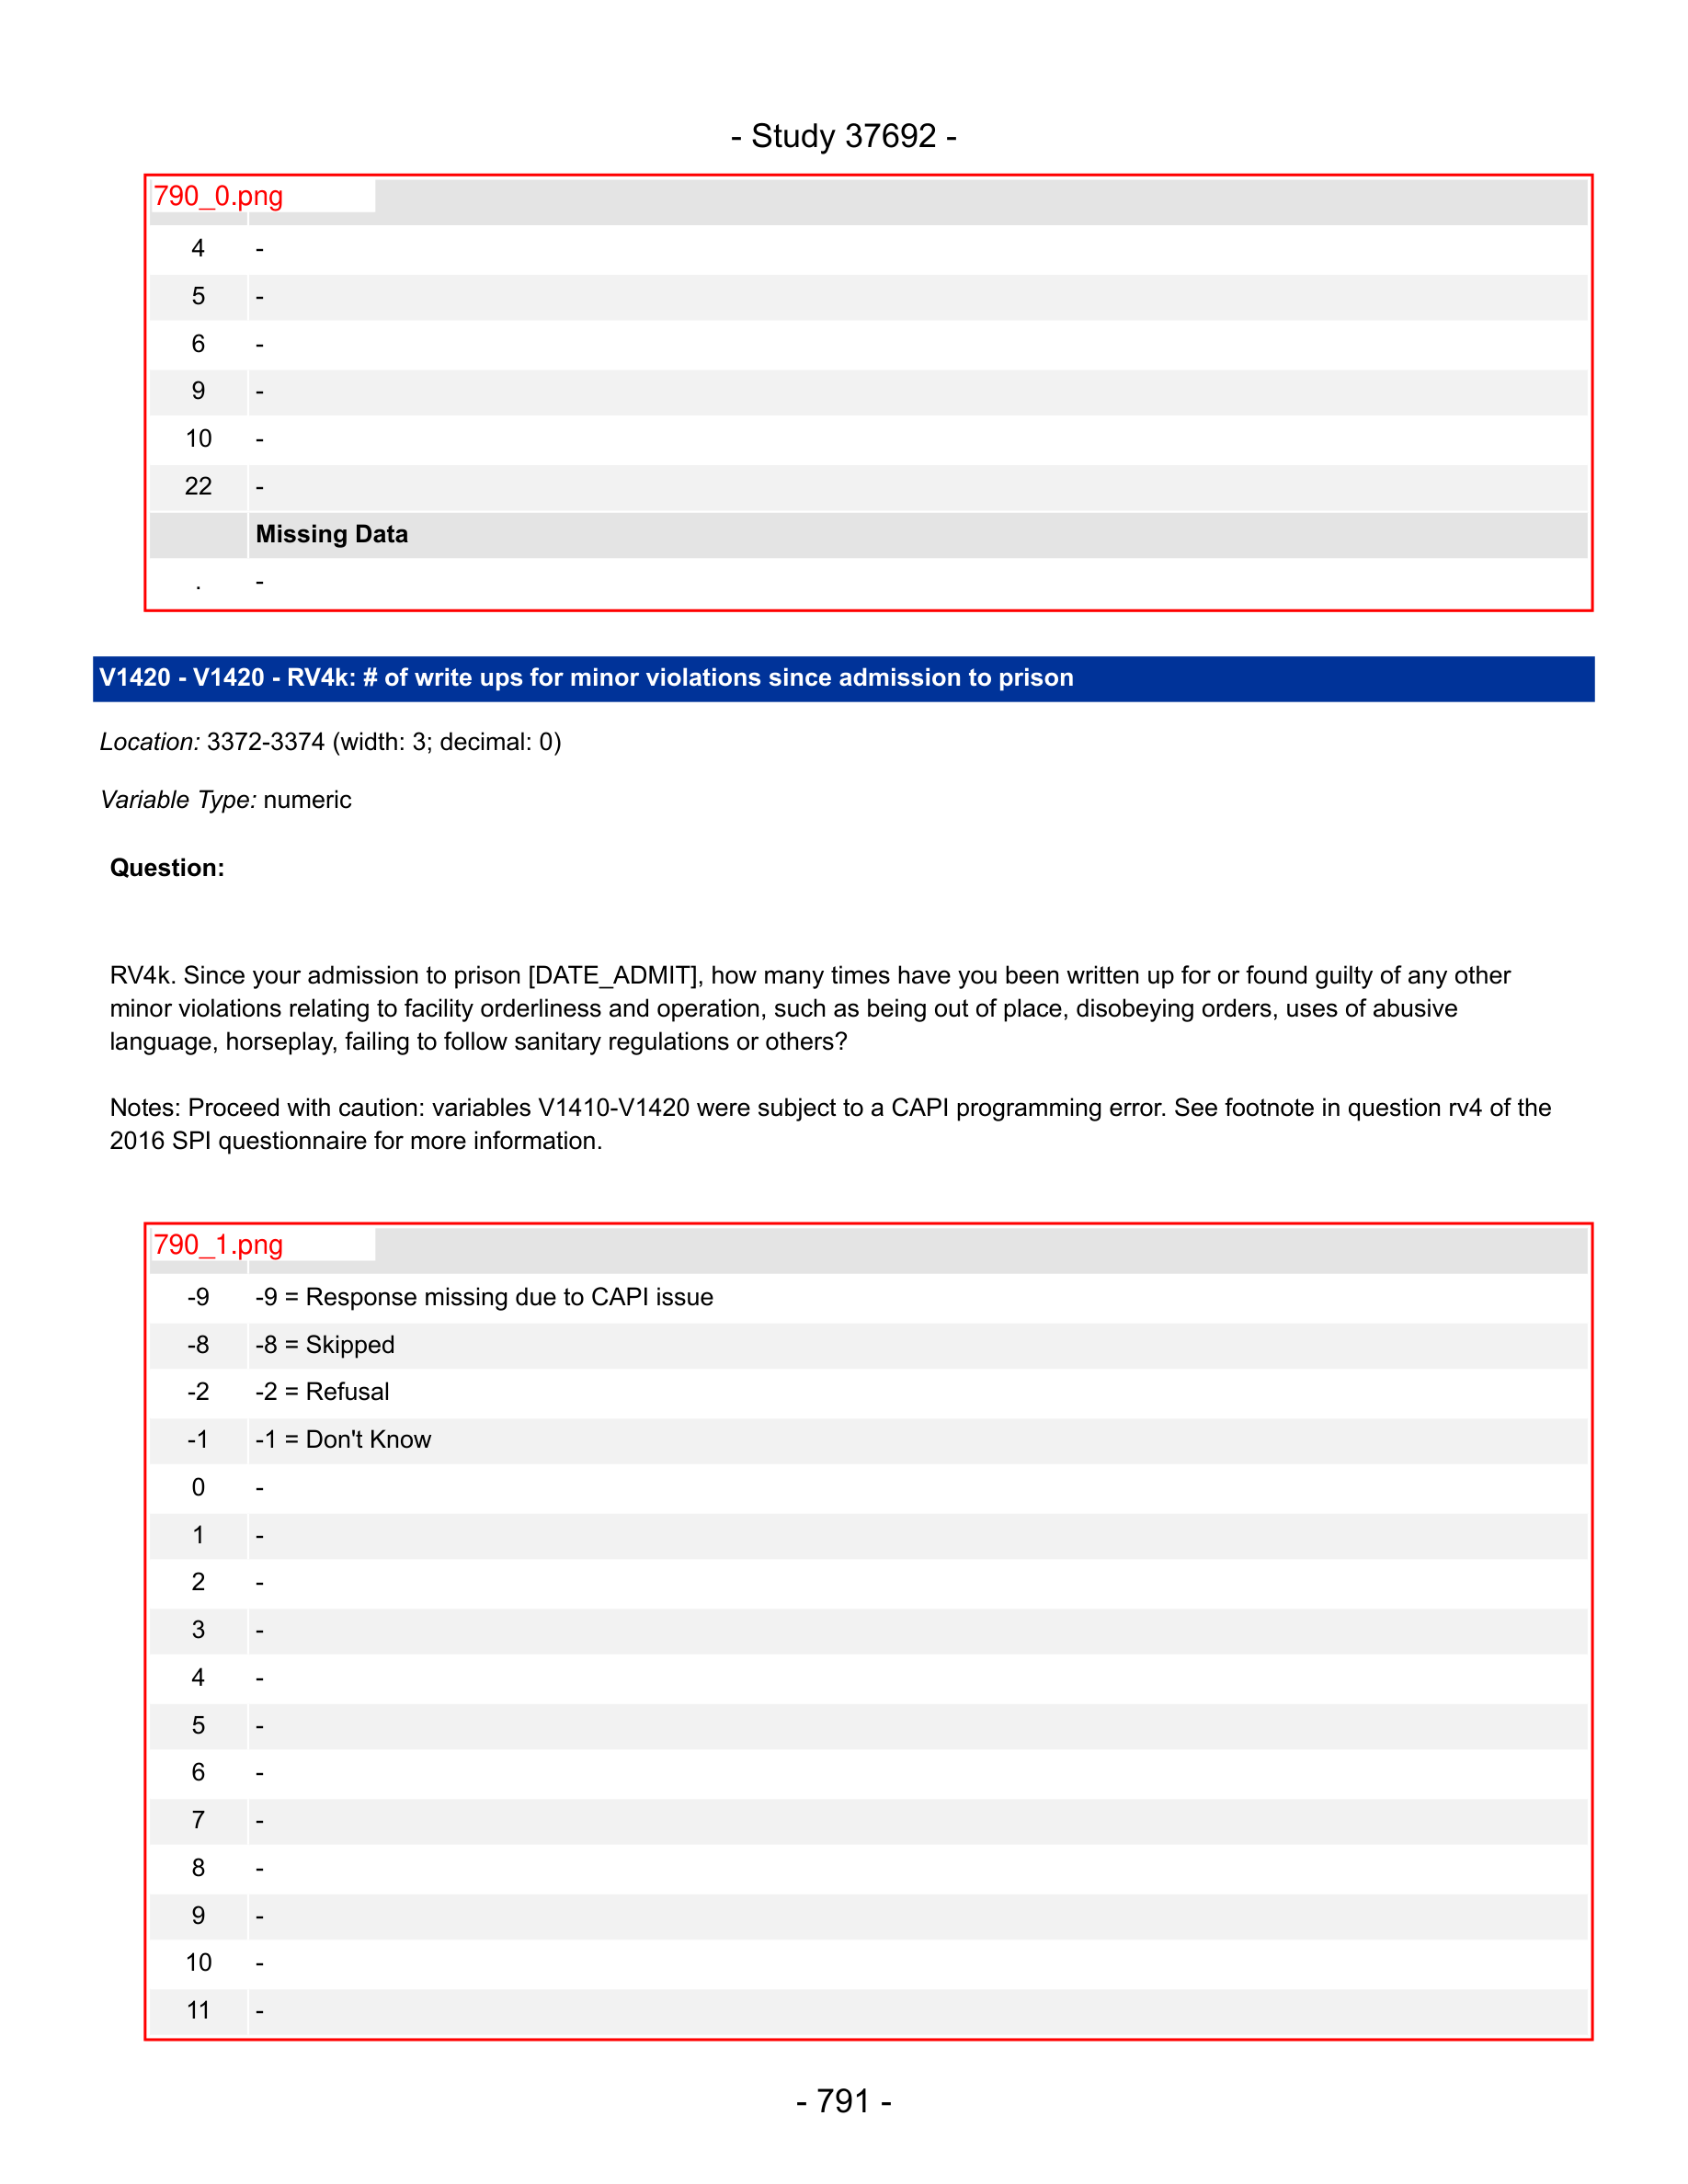 - Study 37692 -
790_0.png
4 -
5 -
6 -
9 -
10 -
22 -
Missing Data
. -
V1420 - V1420 - RV4k: # of write ups for minor violations since admission to prison
Location: 3372-3374 (width: 3; decimal: 0)
Variable Type: numeric
Question:
RV4k. Since your admission to prison [DATE_ADMIT], how many times have you been written up for or found guilty of any other
minor violations relating to facility orderliness and operation, such as being out of place, disobeying orders, uses of abusive
language, horseplay, failing to follow sanitary regulations or others?
Notes: Proceed with caution: variables V1410-V1420 were subject to a CAPI programming error. See footnote in question rv4 of the
2016 SPI questionnaire for more information.
790_1.png
-9 -9 = Response missing due to CAPI issue
-8 -8 = Skipped
-2 -2 = Refusal
-1 -1 = Don't Know
0 -
1 -
2 -
3 -
4 -
5 -
6 -
7 -
8 -
9 -
10 -
11 -
- 791 -